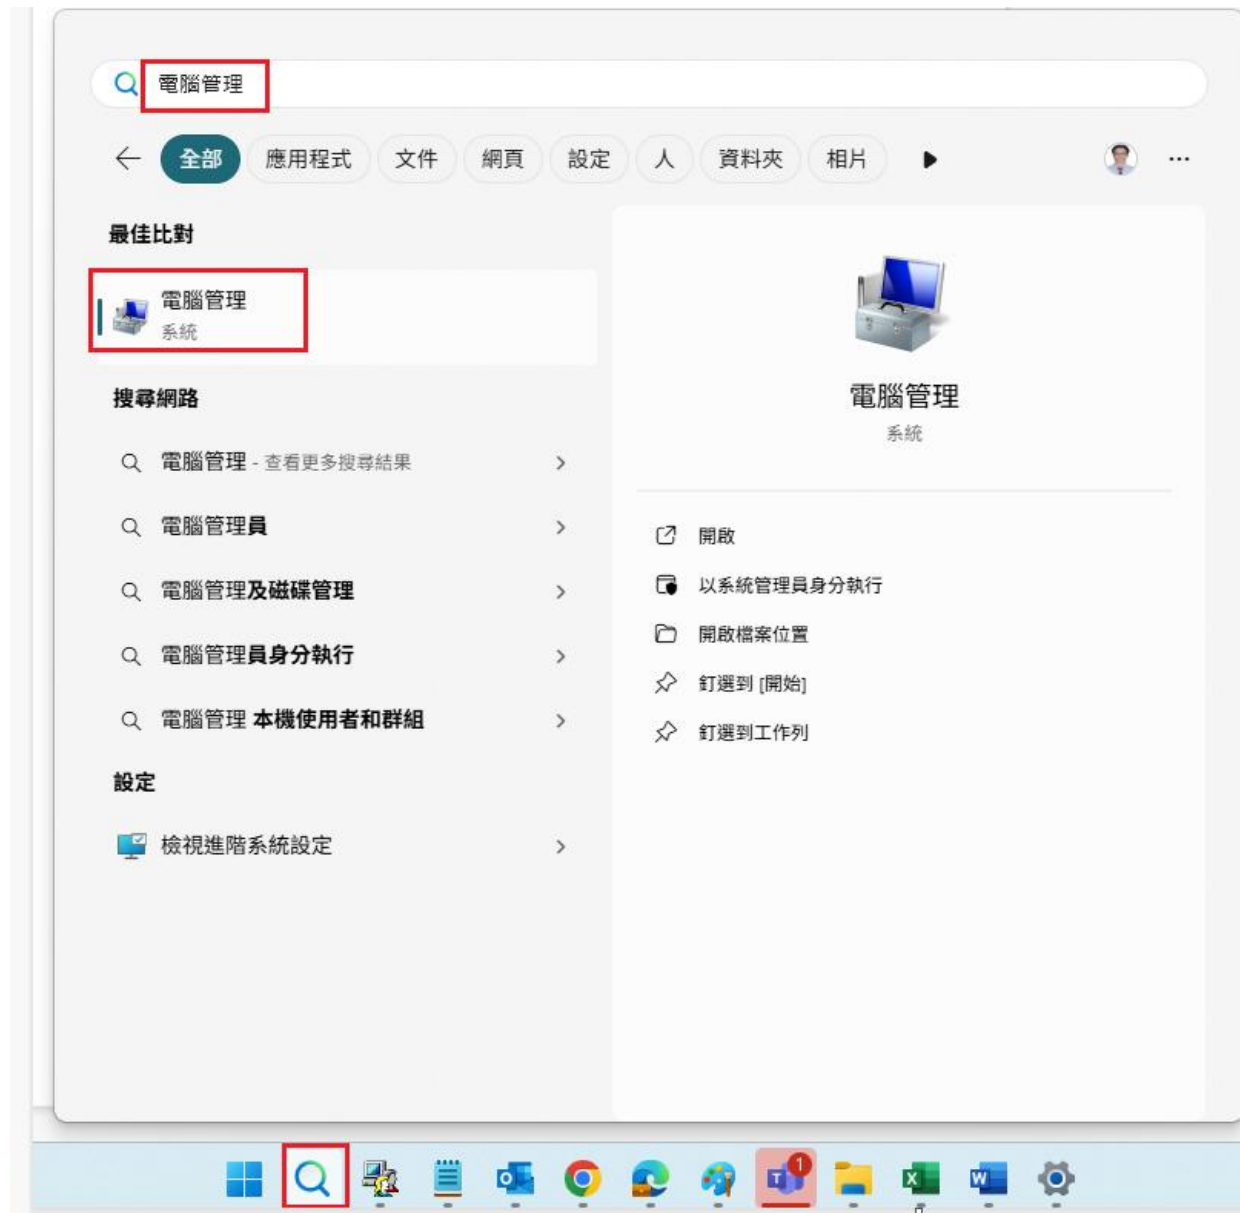 電腦管理
全部 應用程式 文件 網頁 設定 人 資料夾 相片
最佳比對
電腦管理
系統
搜尋網路
電腦管理 - 查看更多搜尋結果
電腦管理員
電腦管理及磁碟管理
電腦管理員身分執行
電腦管理 本機使用者和群組
設定
檢視進階系統設定
電腦管理
系統
開啟
以系統管理員身分執行
開啟檔案位置
釘選到 [開始]
釘選到工作列
1